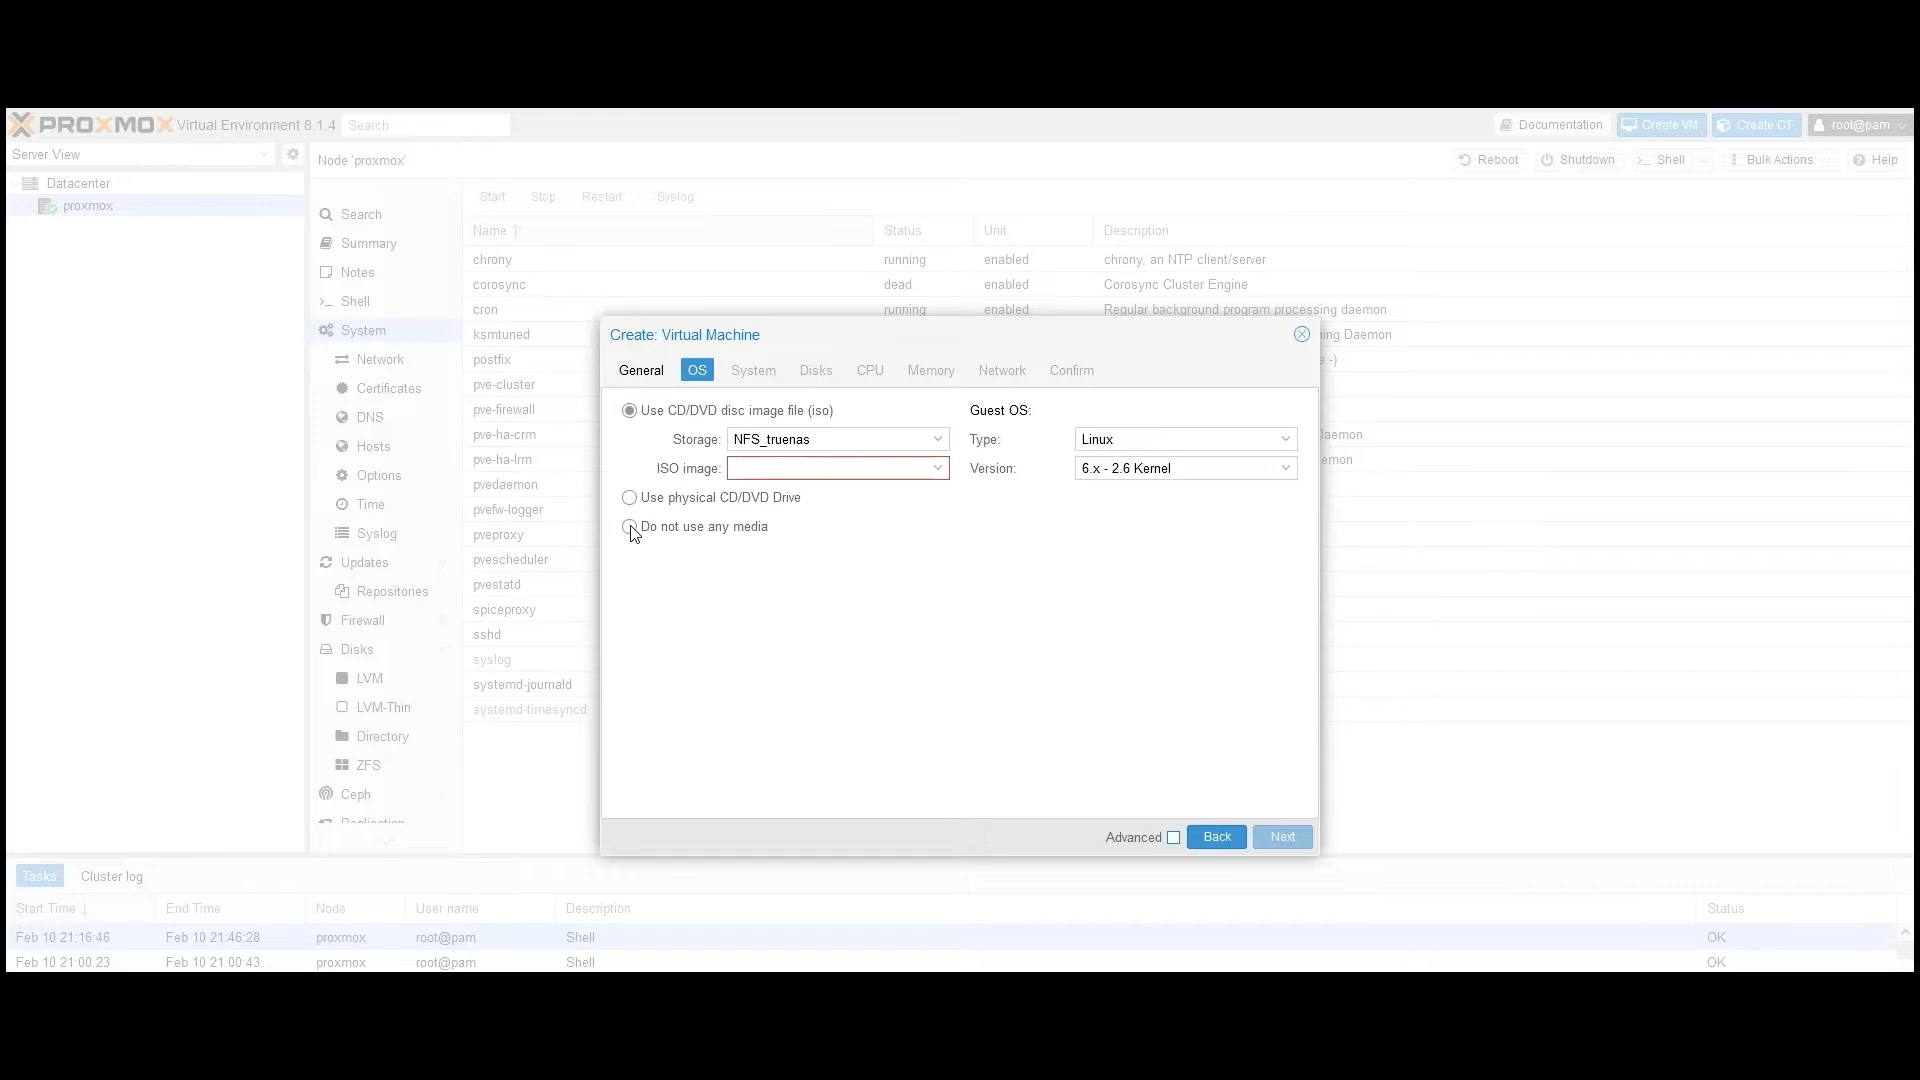 PROXMOX Virtual Environment 8.1.4 Search Documentation Create VM Create CT root@pam
Server View
Node 'proxmox' Reboot Shutdown Shell Bulk Actions Help
Datacenter
proxmox
Search
Summary
Notes
Shell
System
Network
Certificates
DNS
Hosts
Options
Time
Syslog
Updates
Repositories
Firewall
Disks
LVM
LVM-Thin
Directory
ZFS
Ceph
Replication
Start Stop Restart Syslog
Name Status Unit Description
chrony running enabled chrony, an NTP client/server
corosync dead enabled Corosync Cluster Engine
cron running enabled Regular background program processing daemon
ksmtuned ing Daemon
postfix e -)
pve-cluster
pve-firewall
pve-ha-crm Daemon
pve-ha-lrm emon
pvedaemon
pvefw-logger
pveproxy
pvescheduler
pvestatd
spiceproxy
sshd
syslog
systemd-journald
systemd-timesyncd
Create: Virtual Machine
General OS System Disks CPU Memory Network Confirm
Use CD/DVD disc image file (iso)
Storage: NFS_truenas
ISO image:
Use physical CD/DVD Drive
Do not use any media
Guest OS:
Type: Linux
Version: 6.x - 2.6 Kernel
Advanced Back Next
Tasks Cluster log
Start Time End Time Node User name Description Status
Feb 10 21:16:46 Feb 10 21:46:28 proxmox root@pam Shell OK
Feb 10 21:00:23 Feb 10 21:00:43 proxmox root@pam Shell OK